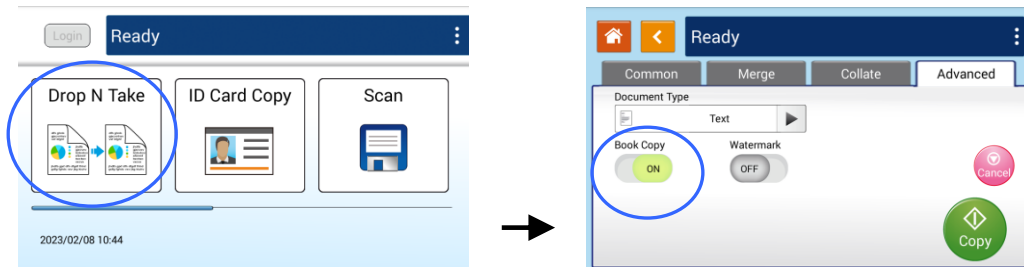 Login
Ready
Drop N Take
ID Card Copy
Scan
2023/02/08 10:44
Ready
Common
Merge
Collate
Advanced
Document Type
Text
Book Copy
Watermark
ON
OFF
Cancel
Copy